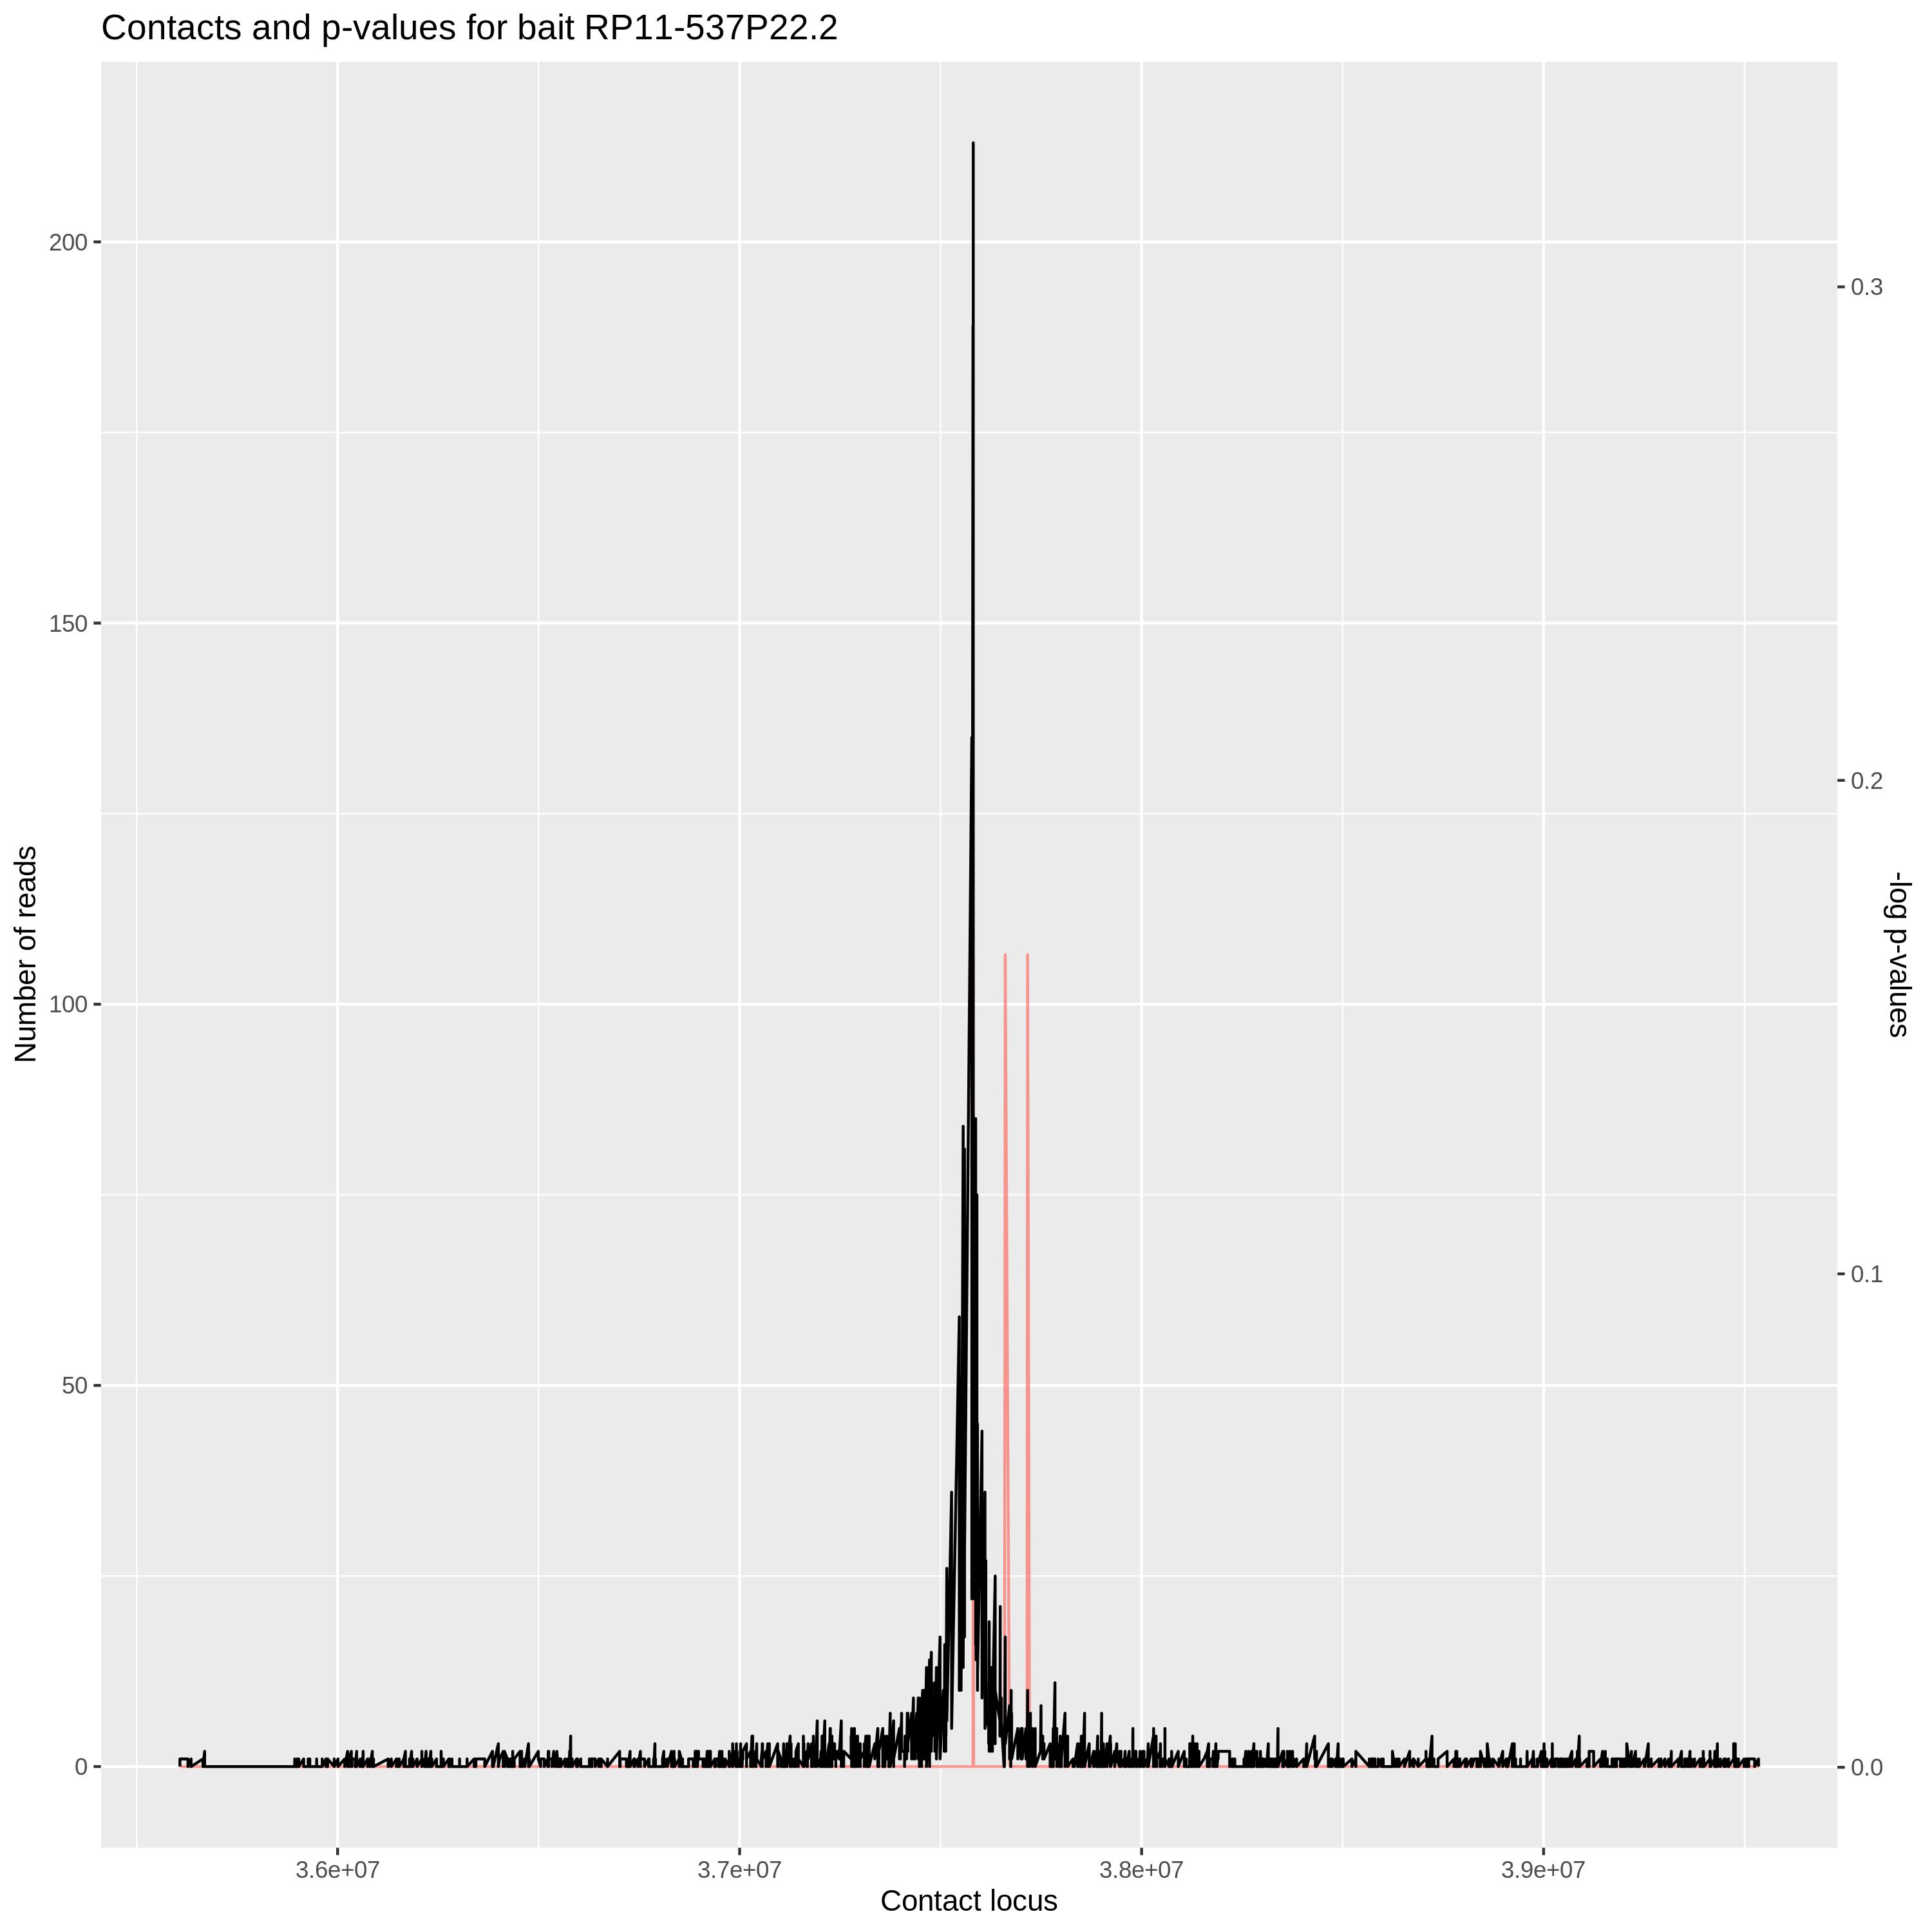 Contacts and p-values for bait RP11-537P22.2
200
150
100
50
0
Number of reads
0.3
0.2
0.1
0.0
-log p-values
3.6e+07 3.7e+07 3.8e+07 3.9e+07
Contact locus